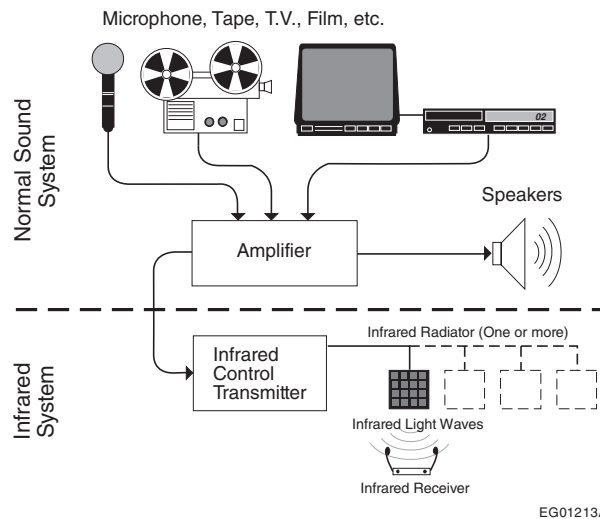 Microphone, Tape, T.V., Film, etc.
Normal Sound
System
02
Speakers
Amplifier
Infrared
System
Infrared
Control
Transmitter
Infrared Radiator (One or more)
Infrared Light Waves
Infrared Receiver